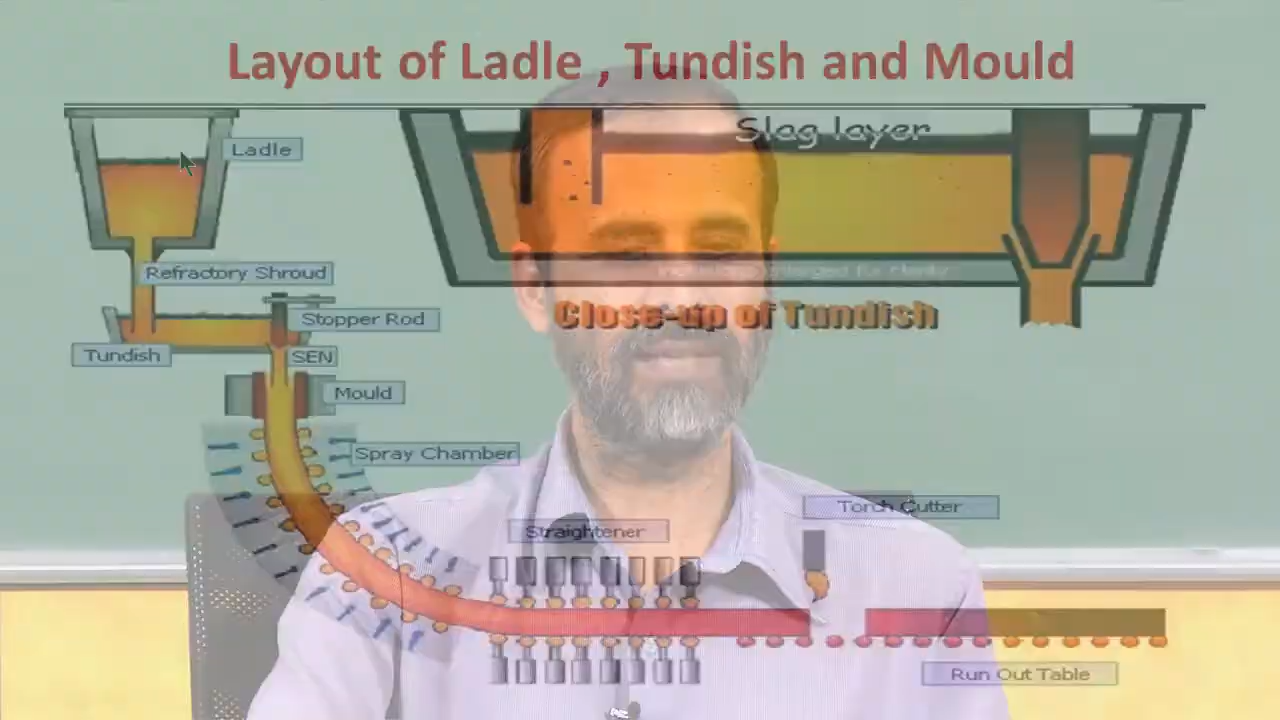 Layout of Ladle , Tundish and Mould
Slag layer
Ladle
Refractory Shroud
Close-up of Tundish
Stopper Rod
Tundish
SEN
Mould
Spray Chamber
Torch Cutter
Straightener
Run Out Table